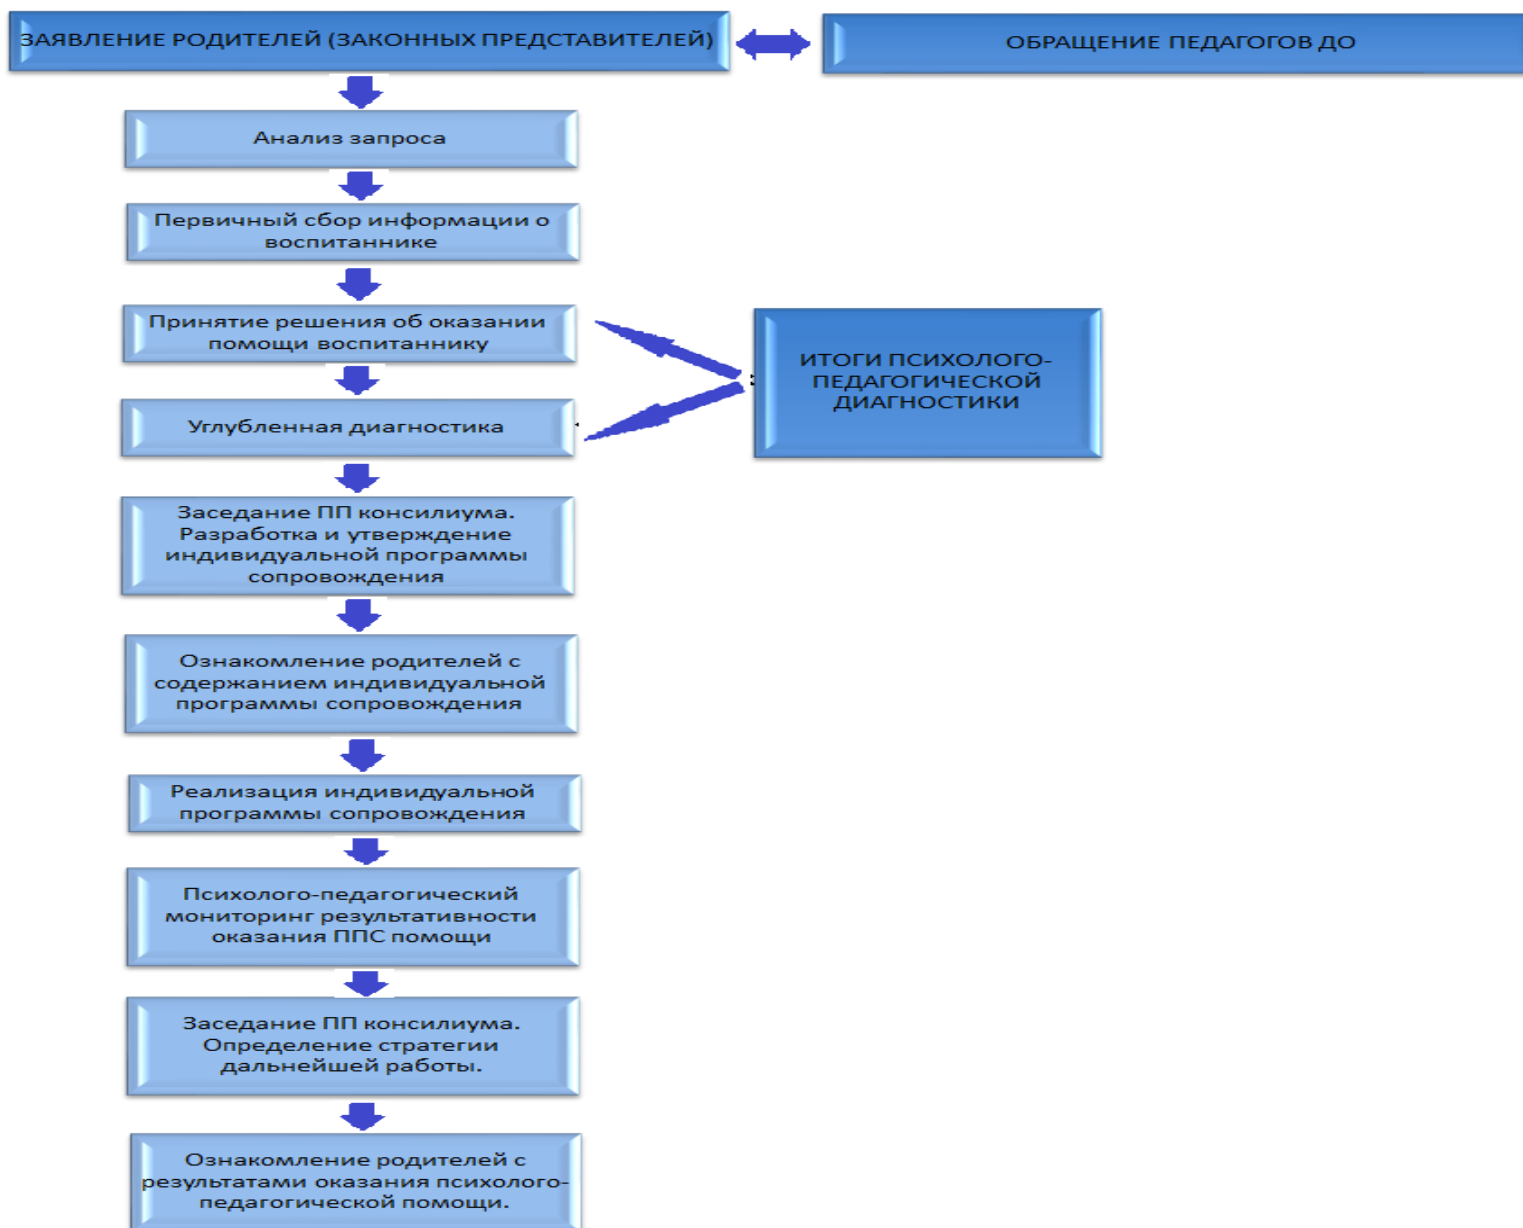 ЗАЯВЛЕНИЕ РОДИТЕЛЕЙ (ЗАКОННЫХ ПРЕДСТАВИТЕЛЕЙ)
ОБРАЩЕНИЕ ПЕДАГОГОВ ДО
Анализ запроса
Первичный сбор информации о
воспитаннике
Принятие решения об оказании
помощи воспитаннику
ИТОГИ ПСИХОЛОГО-
ПЕДАГОГИЧЕСКОЙ
ДИАГНОСТИКИ
Углубленная диагностика
Заседание ПП консилиума.
Разработка и утверждение
индивидуальной программы
сопровождения
Ознакомление родителей с
содержанием индивидуальной
программы сопровождения
Реализация индивидуальной
программы сопровождения
Психолого-педагогический
мониторинг результативности
оказания ППС помощи
Заседание ПП консилиума.
Определение стратегии
дальнейшей работы.
Ознакомление родителей с
результатами оказания психолого-
педагогической помощи.